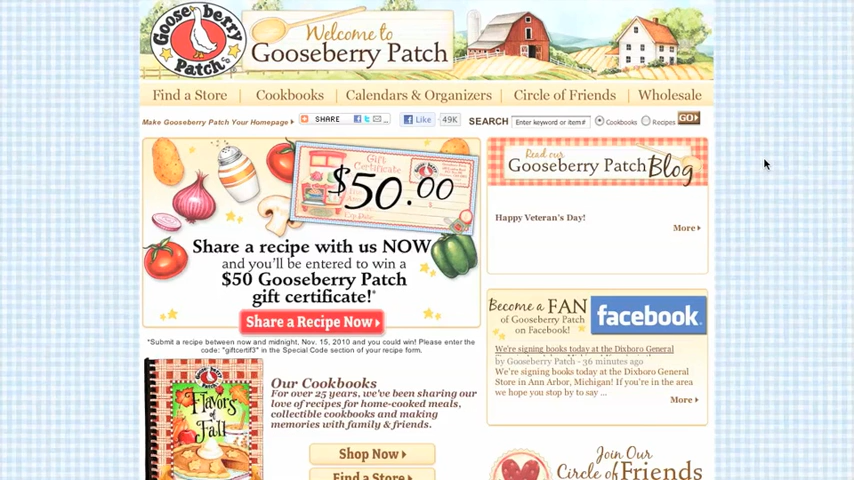 Gooseberry Patch
Welcome to
Gooseberry Patch
Find a Store
Cookbooks
Calendars & Organizers
Circle of Friends
Wholesale
Make Gooseberry Patch Your Homepage
SHARE
Like
49K
SEARCH
Enter keyword or item#
Cookbooks
Recipes
GO
Gift
Certificate
$50.00
Share a recipe with us NOW
and you'll be entered to win a
$50 Gooseberry Patch
gift certificate!*
Share a Recipe Now
*Submit a recipe between now and midnight, Nov. 15, 2010 and you could win! Please enter the
code: "giftcertif3" in the Special Code section of your recipe form.
Read our
Gooseberry Patch Blog
Happy Veteran's Day!
More
Become a FAN
of Gooseberry Patch
on Facebook!
facebook.
We're signing books today at the Dixboro General
by Gooseberry Patch - 36 minutes ago
We're signing books today at the Dixboro General
Store in Ann Arbor, Michigan! If you're in the area
we hope you stop by to say ...
More
Flavors
of
Fall
Our Cookbooks
For over 25 years, we've been sharing our
love of recipes for home-cooked meals,
collectible cookbooks and making
memories with family & friends.
Shop Now
Find a Store
Join Our
Circle of Friends